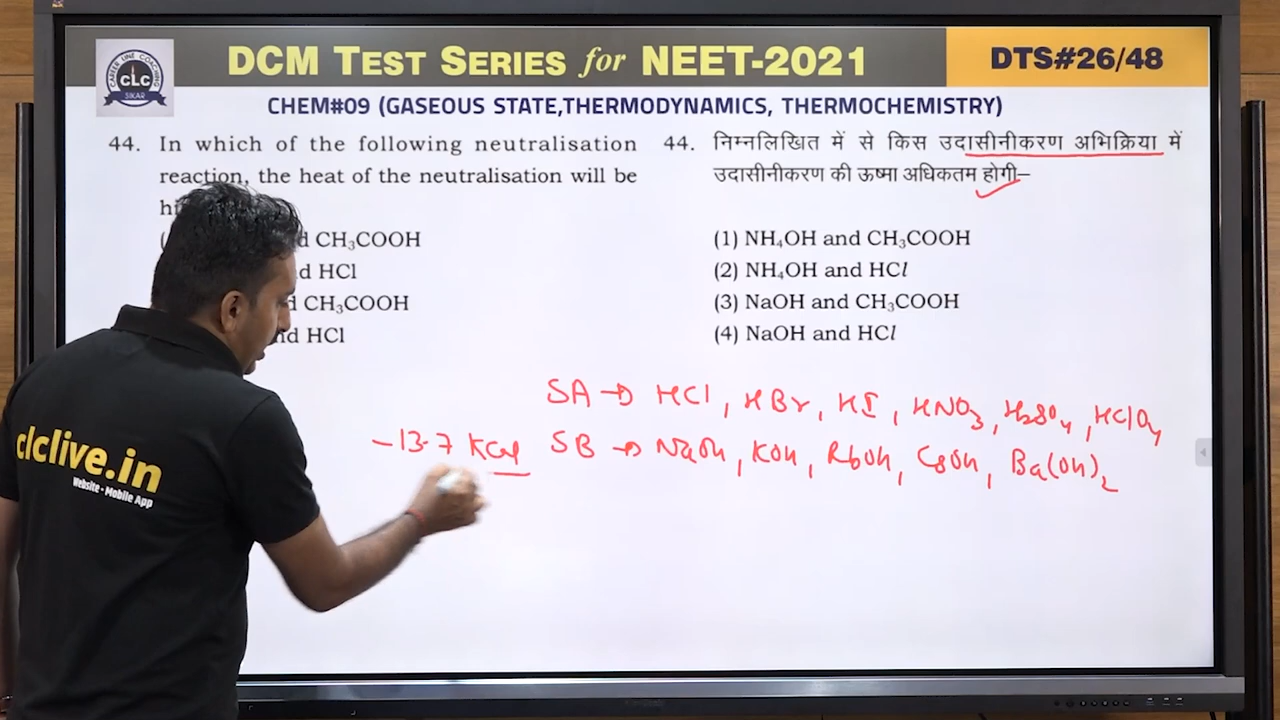 DCM TEST SERIES for NEET-2021
DTS#26/48
CAREER LINE COACHING
CLC
SIKAR
CHEM#09 (GASEOUS STATE,THERMODYNAMICS, THERMOCHEMISTRY)
44. In which of the following neutralisation
reaction, the heat of the neutralisation will be
hi
( d CH₃COOH
d HCl
d CH₃COOH
nd HCl
44. निम्नलिखित में से किस उदासीनीकरण अभिक्रिया में
उदासीनीकरण की ऊष्मा अधिकतम होगी–
(1) NH₄OH and CH₃COOH
(2) NH₄OH and HCl
(3) NaOH and CH₃COOH
(4) NaOH and HCl
SA → HCl, HBr, HI, HNO₃, H₂SO₄, HClO₄
-13.7 KCal SB → NaOH, KOH, RbOH, CsOH, Ba(OH)₂
clclive.in
Website • Mobile App